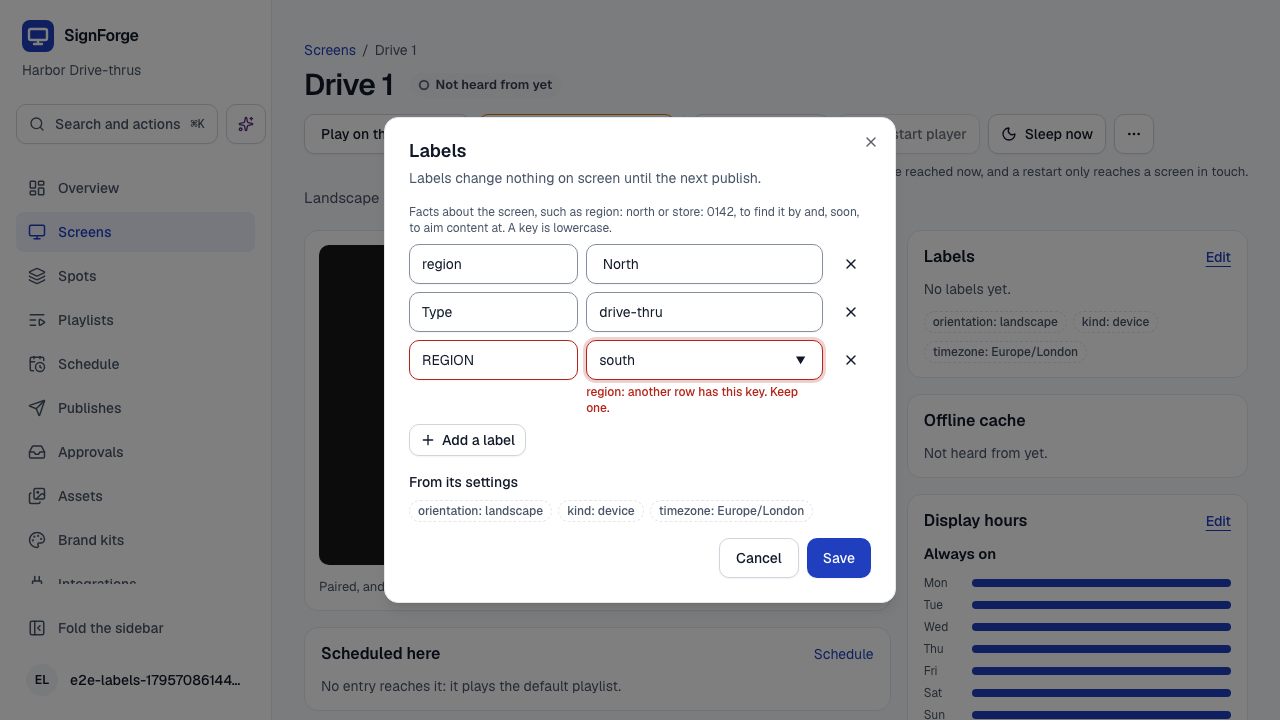 SignForge
Harbor Drive-thrus
Search and actions ⌘K
Overview
Screens
Spots
Playlists
Schedule
Publishes
Approvals
Assets
Brand kits
Integrations
Fold the sidebar
EL e2e-labels-17957086144...
Screens / Drive 1
Drive 1 Not heard from yet
Play on th
start player
Sleep now
e reached now, and a restart only reaches a screen in touch.
Landscape
Labels
Labels change nothing on screen until the next publish.
Facts about the screen, such as region: north or store: 0142, to find it by and, soon,
to aim content at. A key is lowercase.
region North
Type drive-thru
REGION south
region: another row has this key. Keep
one.
Add a label
From its settings
orientation: landscape kind: device timezone: Europe/London
Cancel Save
Paired, and
Scheduled here Schedule
No entry reaches it: it plays the default playlist.
Labels Edit
No labels yet.
orientation: landscape kind: device
timezone: Europe/London
Offline cache
Not heard from yet.
Display hours Edit
Always on
Mon
Tue
Wed
Thu
Fri
Sat
Sun